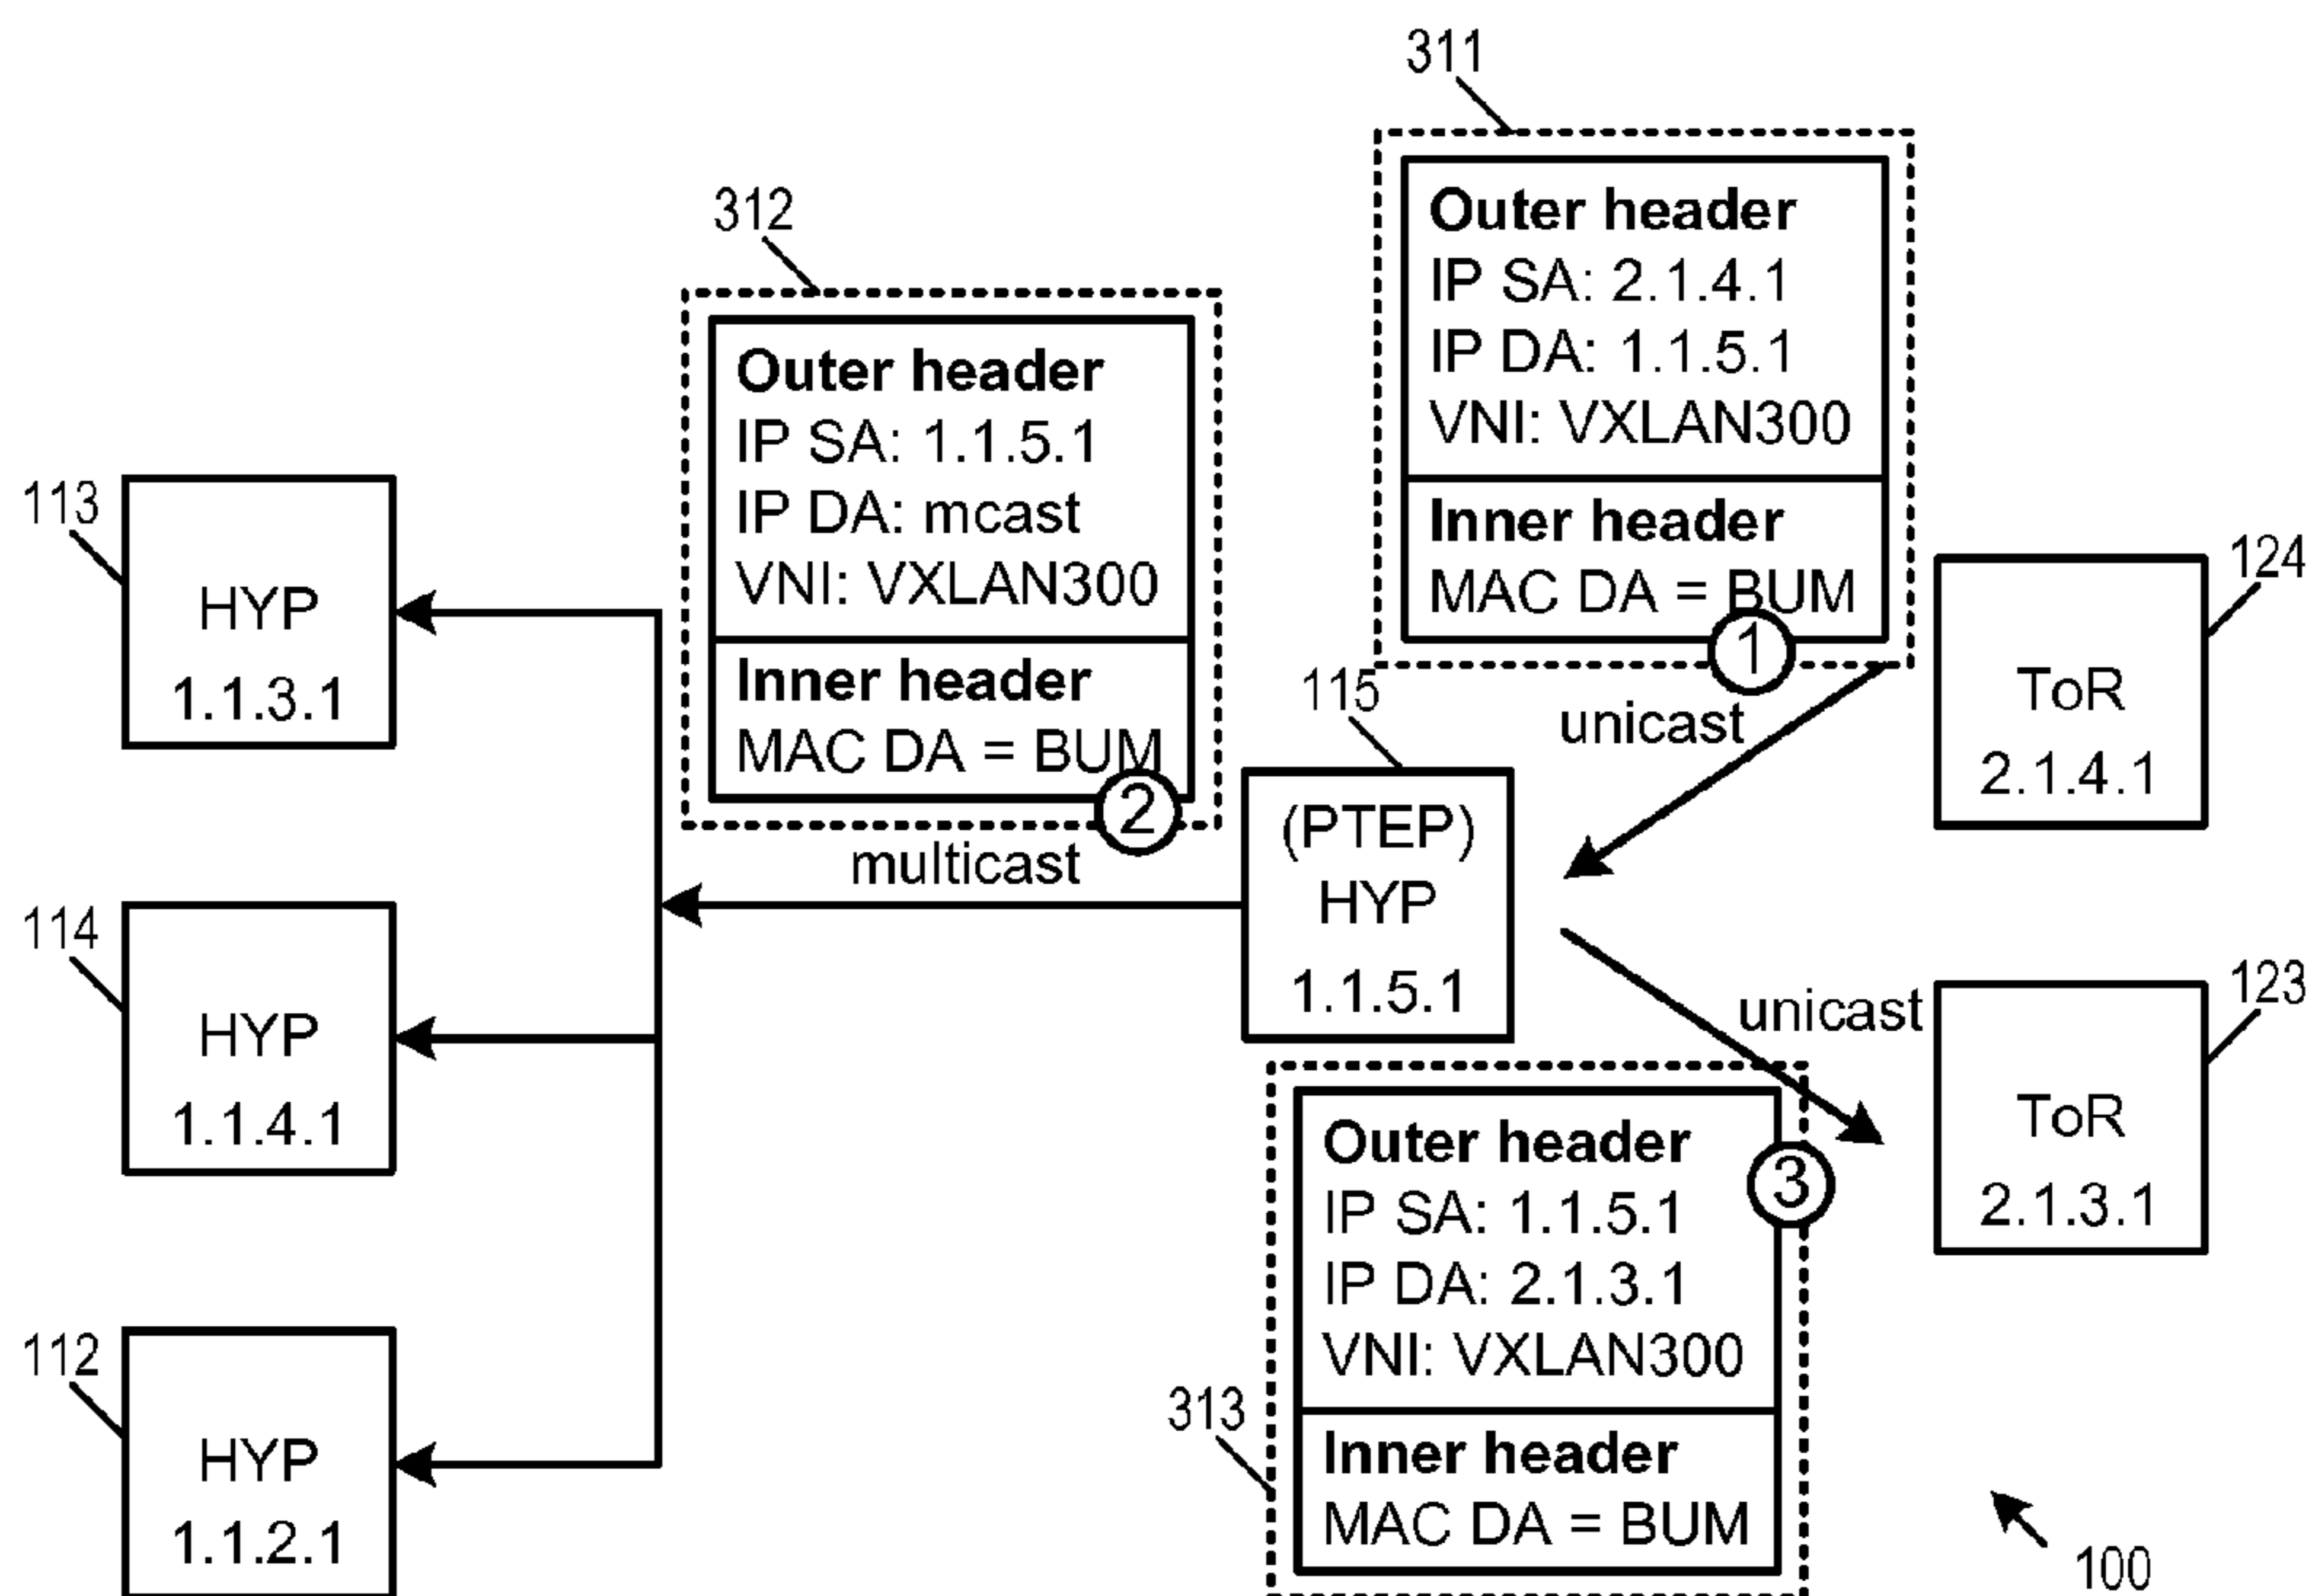 311
Outer header
IP SA: 2.1.4.1
IP DA: 1.1.5.1
VNI: VXLAN300
Inner header
MAC DA = BUM
1
312
Outer header
IP SA: 1.1.5.1
IP DA: mcast
VNI: VXLAN300
Inner header
MAC DA = BUM
2
113
HYP
1.1.3.1
124
ToR
2.1.4.1
115
unicast
(PTEP)
HYP
1.1.5.1
multicast
114
HYP
1.1.4.1
unicast
123
ToR
2.1.3.1
313
Outer header
IP SA: 1.1.5.1
IP DA: 2.1.3.1
VNI: VXLAN300
Inner header
MAC DA = BUM
3
112
HYP
1.1.2.1
100